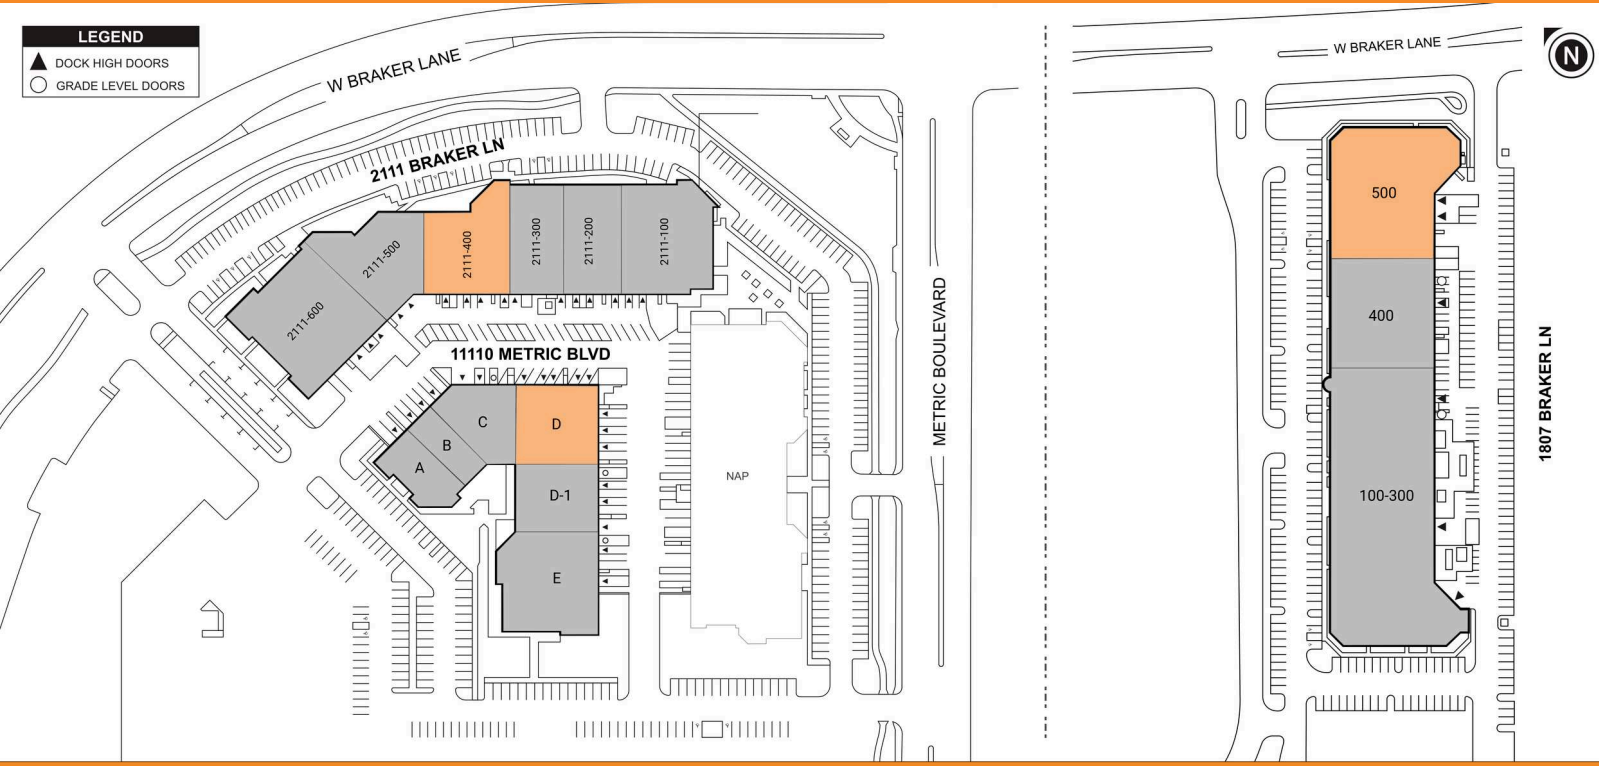 LEGEND
DOCK HIGH DOORS
GRADE LEVEL DOORS
W BRAKER LANE
W BRAKER LANE
N
2111 BRAKER LN
2111-600
2111-500
2111-400
2111-300
2111-200
2111-100
11110 METRIC BLVD
A
B
C
D
D-1
E
NAP
METRIC BOULEVARD
500
400
100-300
1807 BRAKER LN